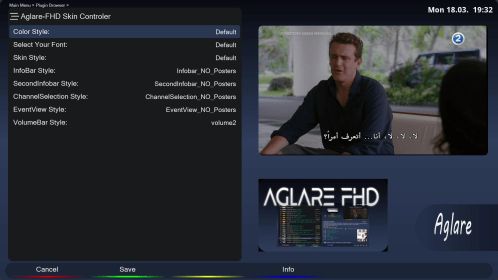 Main Menu • Plugin Browser •
Mon 18.03. 19:32
Aglare-FHD Skin Controler
Color Style: Default
Select Your Font: Default
Skin Style: Default
InfoBar Style: Infobar_NO_Posters
SecondInfobar Style: SecondInfobar_NO_Posters
ChannelSelection Style: ChannelSelection_NO_Posters
EventView Style: EventView_NO_Posters
VolumeBar Style: volume2
2
لا، لا، لا، أنا... أتعرف أمراً؟
AGLARE FHD
Aglare
Cancel
Save
Info